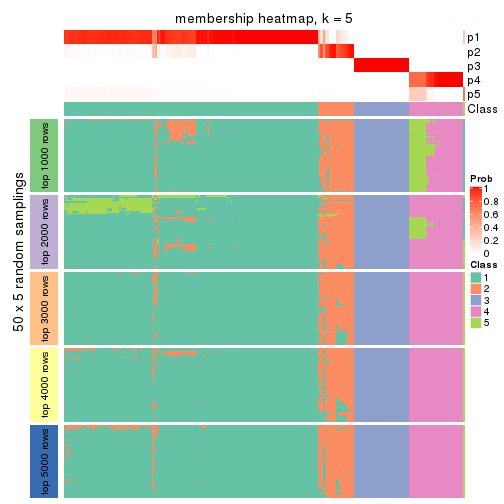 membership heatmap, k = 5
p1
p2
p3
p4
p5
Class
50 x 5 random samplings
top 1000 rows
top 2000 rows
top 3000 rows
top 4000 rows
top 5000 rows
Prob
1
0.8
0.6
0.4
0.2
0
Class
1
2
3
4
5